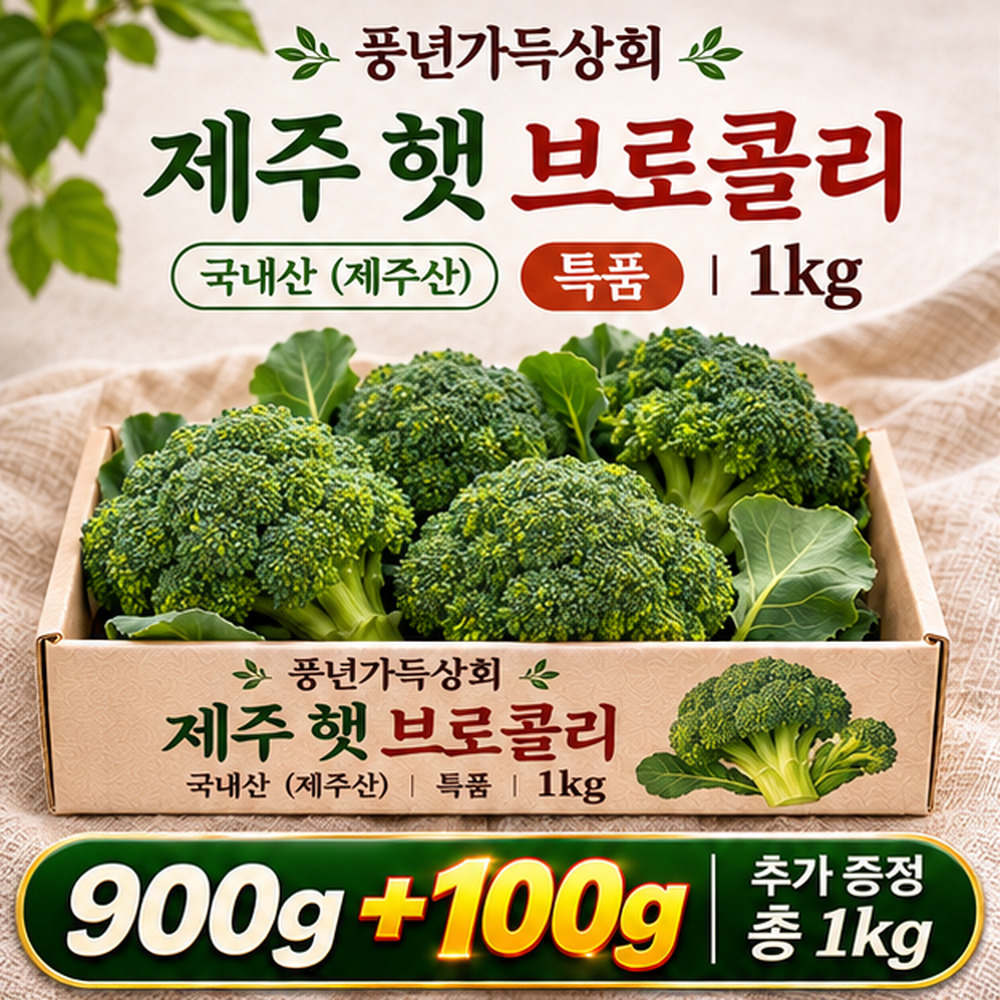 풍년가득상회
제주 햇 브로콜리
국내산 (제주산) 특품 | 1kg
풍년가득상회
제주 햇 브로콜리
국내산 (제주산) | 특품 | 1kg
900g +100g | 추가 증정
총 1kg